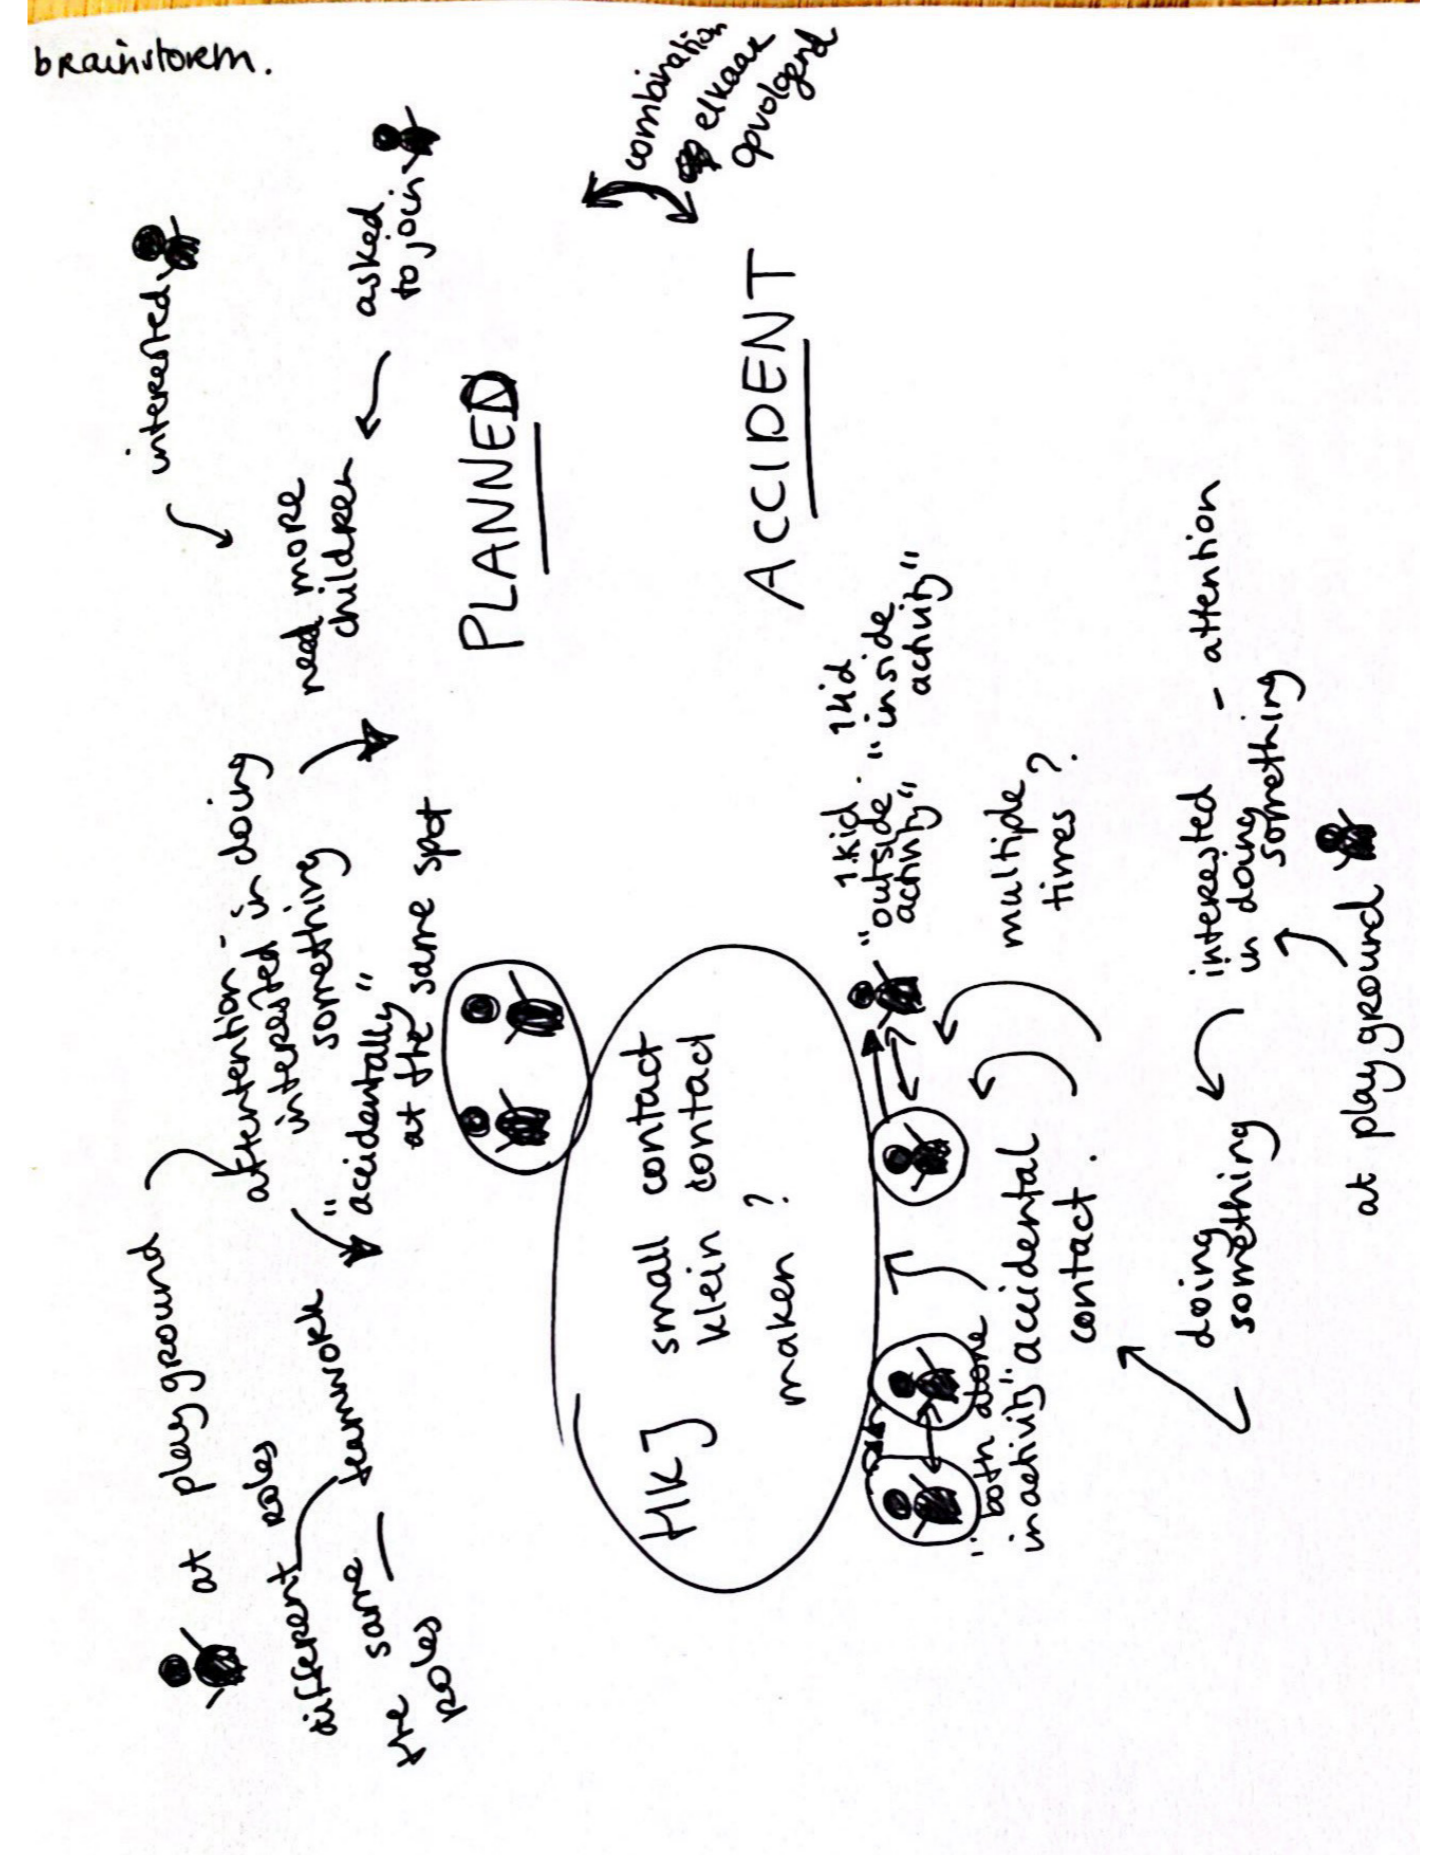 brainstorm.
at playground
interested
different roles
teamwork
the same
roles
attentention -
interested in doing
something
"accidentally"
at the same spot
need more
children
asked
to join
PLANNED
combination
elkaar
opvologend
ACCIDENT
HKJ small contact
klein contact
maken ?
"both alone
in activity"
accidental
contact.
1 kid
"outside
activity"
1 kid
"inside
activity"
multiple
times?
doing
something
interested - attention
in doing
something
at playground